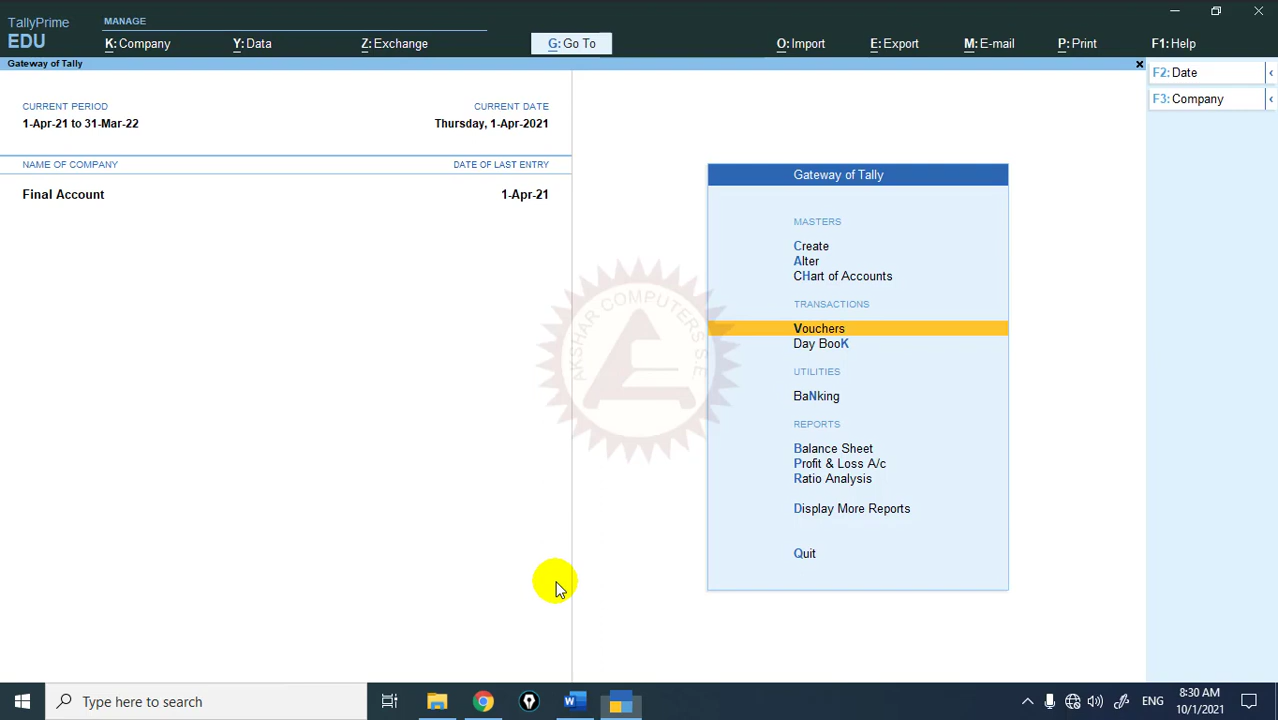 TallyPrime
EDU
MANAGE
K: Company
Y: Data
Z: Exchange
G: Go To
O: Import
E: Export
M: E-mail
P: Print
F1: Help
Gateway of Tally
CURRENT PERIOD
CURRENT DATE
1-Apr-21 to 31-Mar-22
Thursday, 1-Apr-2021
NAME OF COMPANY
DATE OF LAST ENTRY
Final Account
1-Apr-21
Gateway of Tally
MASTERS
Create
Alter
CHart of Accounts
TRANSACTIONS
Vouchers
Day BooK
UTILITIES
BaNking
REPORTS
Balance Sheet
Profit & Loss A/c
Ratio Analysis
Display More Reports
Quit
F2: Date
F3: Company
AKSHAR COMPUTERS S.E.
Type here to search
ENG
8:30 AM
10/1/2021